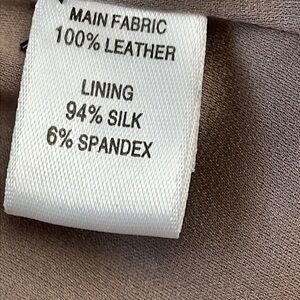 MAIN FABRIC
100% LEATHER
LINING
94% SILK
6% SPANDEX